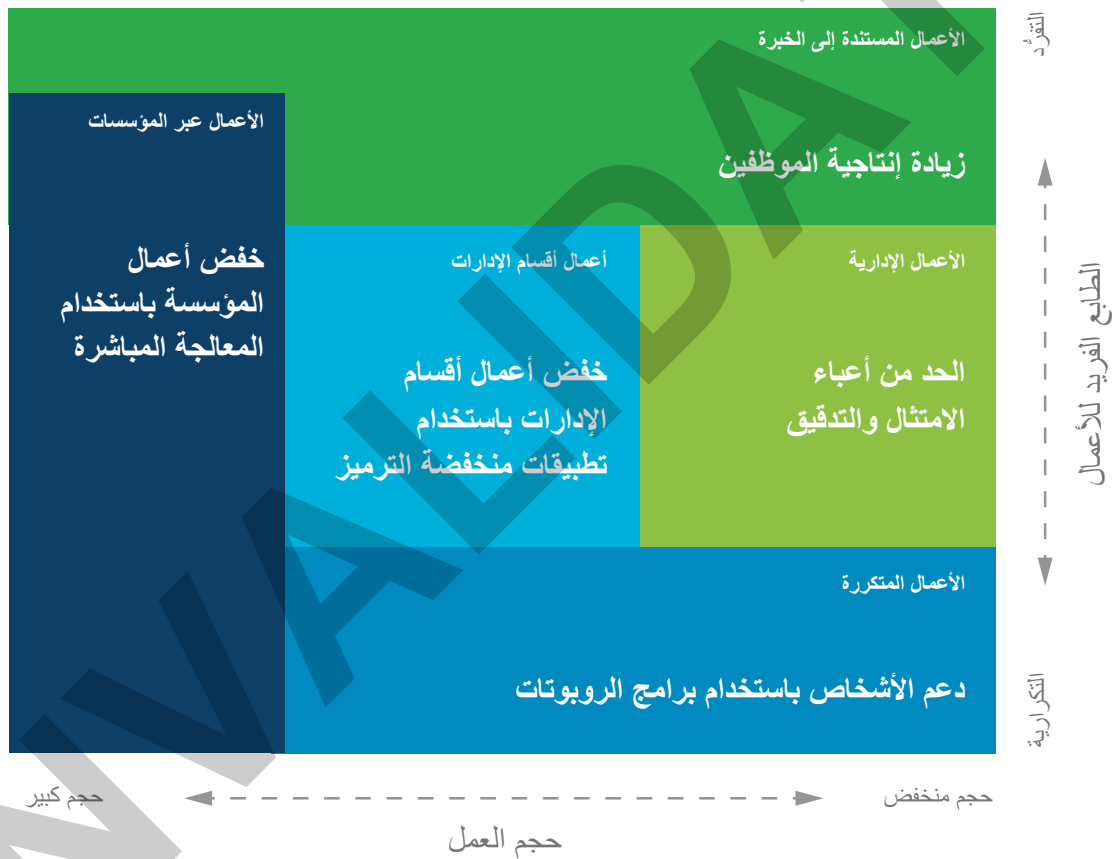 الأعمال المستندة إلى الخبرة
زيادة إنتاجية الموظفين
الأعمال الإدارية
الحد من أعباء
الامتثال والتدقيق
أعمال أقسام الإدارات
خفض أعمال أقسام
الإدارات باستخدام
تطبيقات منخفضة الترميز
الأعمال عبر المؤسسات
خفض أعمال
المؤسسة باستخدام
المعالجة المباشرة
الأعمال المتكررة
دعم الأشخاص باستخدام برامج الروبوتات
التفرُّد
الطابع الفريد للأعمال
التكرارية
حجم منخفض
حجم كبير
حجم العمل